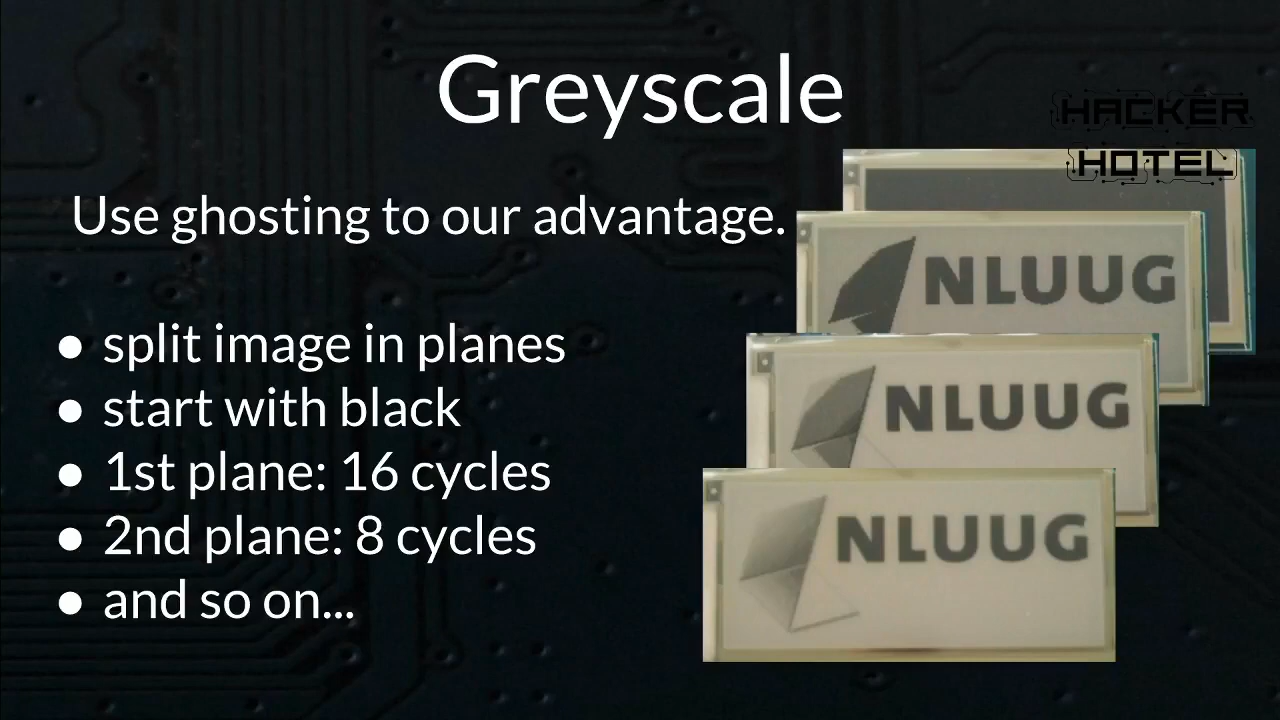 Greyscale
HACKER
HOTEL
Use ghosting to our advantage.
● split image in planes
● start with black
● 1st plane: 16 cycles
● 2nd plane: 8 cycles
● and so on...
NLUUG
NLUUG
NLUUG